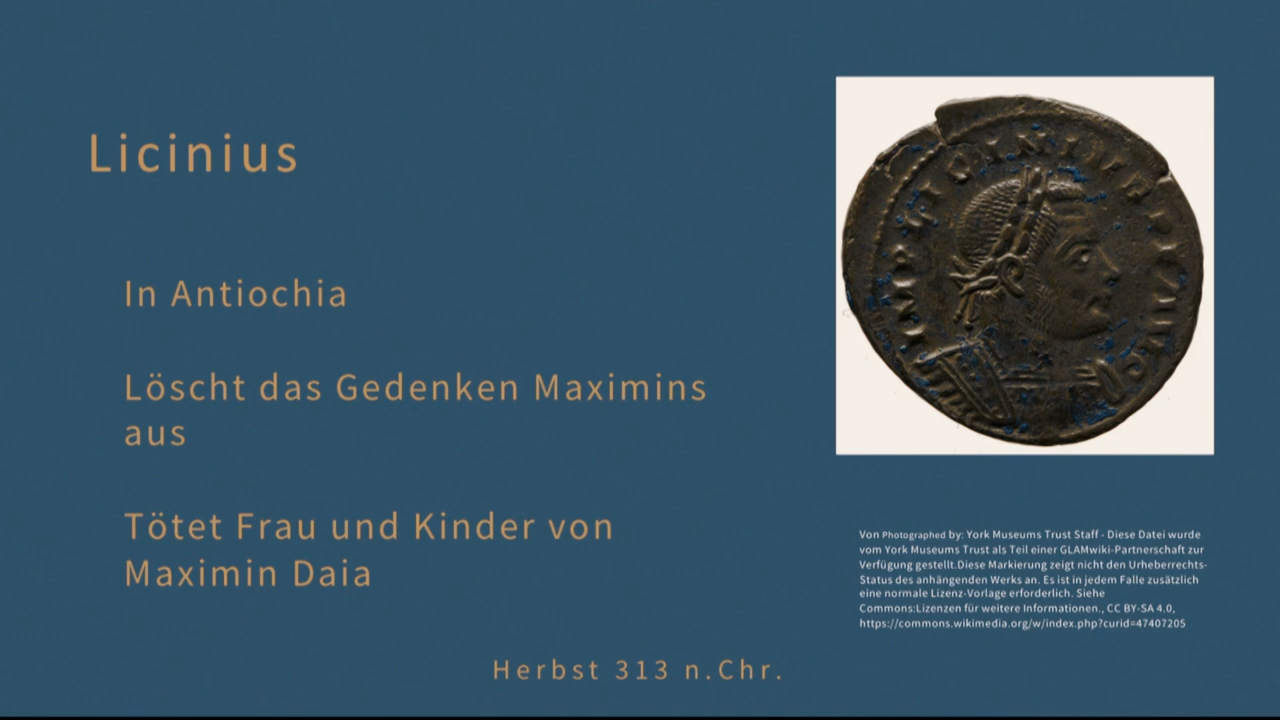 Licinius
In Antiochia
Löscht das Gedenken Maximins
aus
Tötet Frau und Kinder von
Maximin Daia
IMP LICINIVS P F AVG
Von Photographed by: York Museums Trust Staff - Diese Datei wurde
vom York Museums Trust als Teil einer GLAMwiki-Partnerschaft zur
Verfügung gestellt.Diese Markierung zeigt nicht den Urheberrechts-
Status des anhängenden Werks an. Es ist in jedem Falle zusätzlich
eine normale Lizenz-Vorlage erforderlich. Siehe
Commons:Lizenzen für weitere Informationen., CC BY-SA 4.0,
https://commons.wikimedia.org/w/index.php?curid=47407205
Herbst 313 n.Chr.